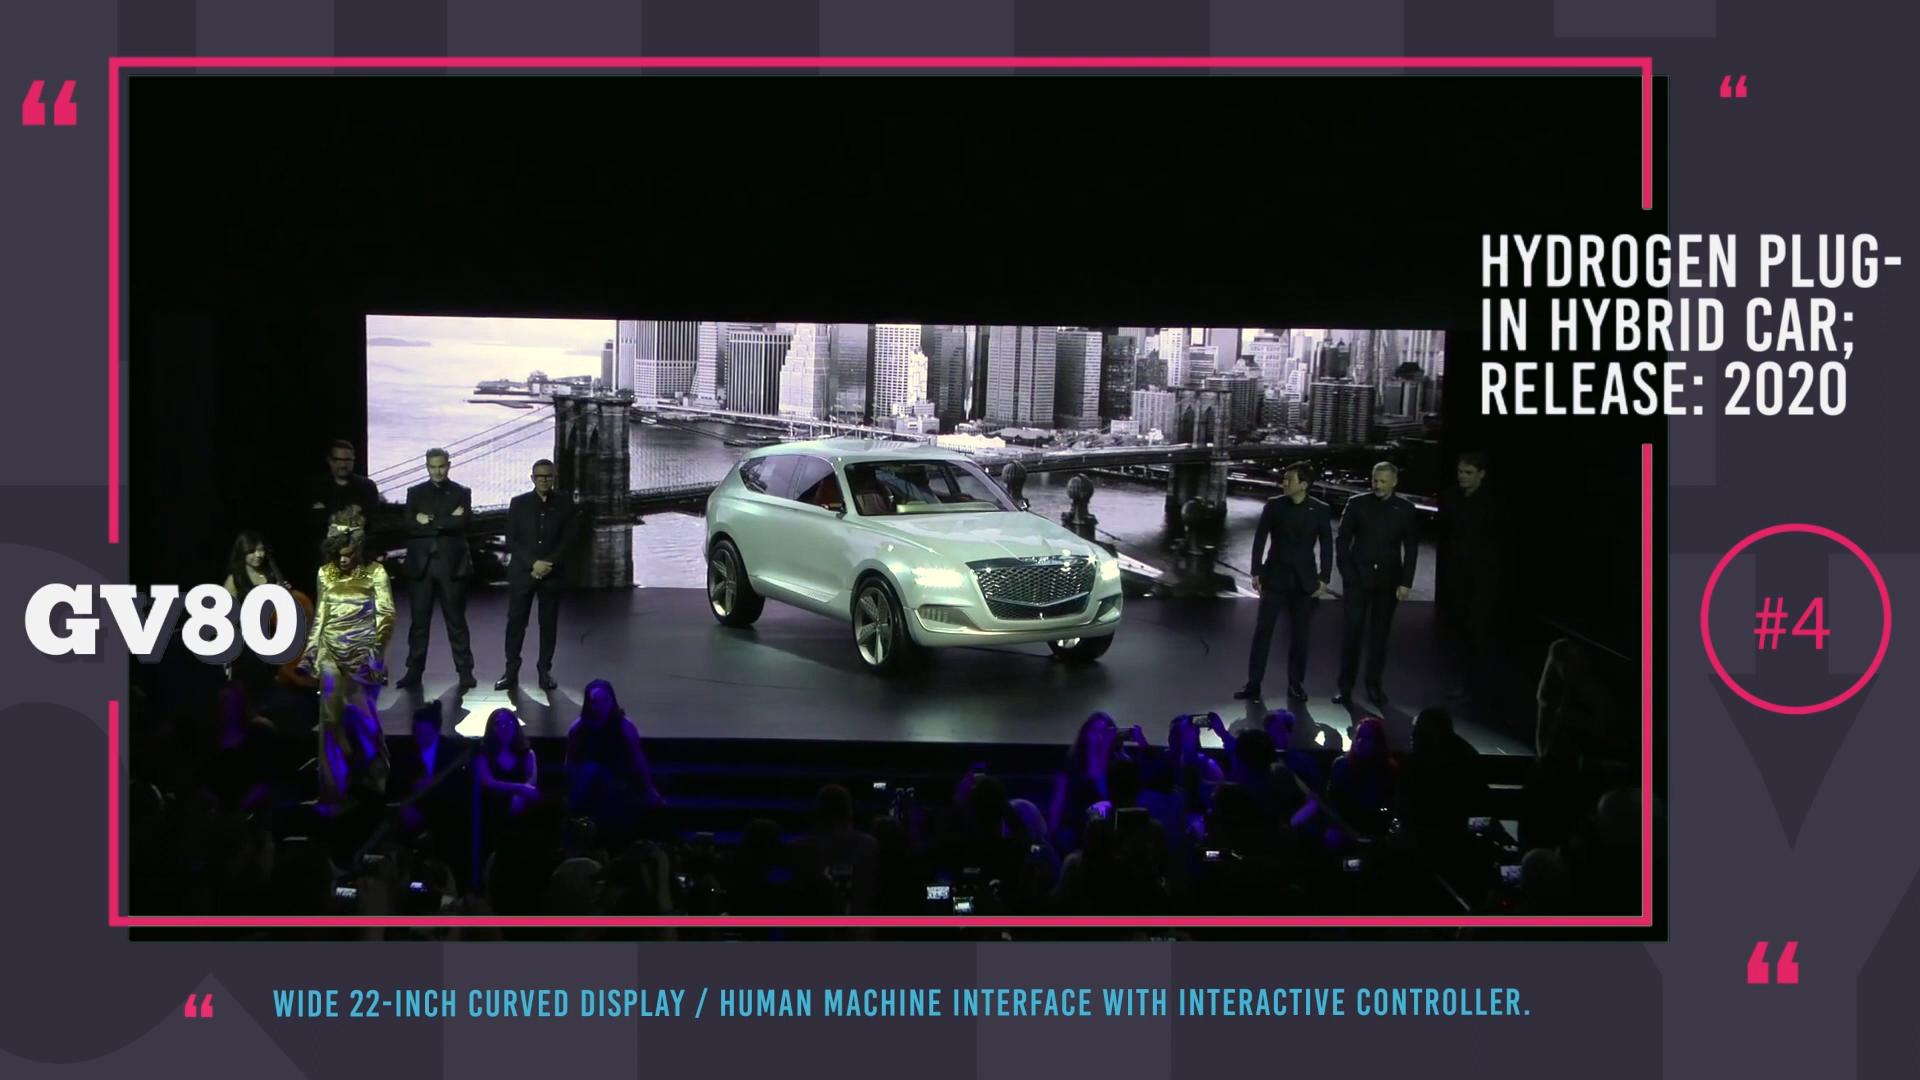 HYDROGEN PLUG-
IN HYBRID CAR;
RELEASE: 2020
GV80
#4
WIDE 22-INCH CURVED DISPLAY / HUMAN MACHINE INTERFACE WITH INTERACTIVE CONTROLLER.